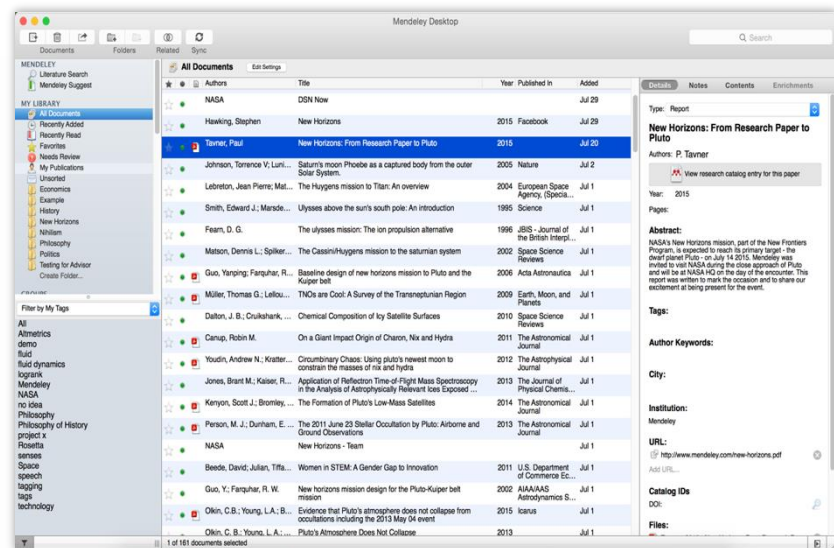 Mendeley Desktop
Documents
Folders
Related
Sync
Search
MENDELEY
Literature Search
Mendeley Suggest
MY LIBRARY
All Documents
Recently Added
Recently Read
Favorites
Needs Review
My Publications
Unsorted
Economics
Example
History
New Horizons
Nihilism
Philosophy
Politics
Testing for Advisor
Create Folder...
GROUPS
Filter by My Tags
All
Altmetrics
demo
fluid
fluid dynamics
logrank
Mendeley
NASA
no idea
Philosophy
Philosophy of History
project x
Rosetta
senses
Space
speech
tagging
tags
technology
All Documents Edit Settings
Authors Title Year Published In Added
NASA DSN Now Jul 29
Hawking, Stephen New Horizons 2015 Facebook Jul 29
Tavner, Paul New Horizons: From Research Paper to Pluto 2015 Jul 20
Johnson, Torrence V; Luni... Saturn's moon Phoebe as a captured body from the outer 2005 Nature Jul 2
Solar System.
Lebreton, Jean Pierre; Mat... The Huygens mission to Titan: An overview 2004 European Space Jul 1
Agency, (Specia...
Smith, Edward J.; Marsde... Ulysses above the sun's south pole: An introduction 1995 Science Jul 1
Fearn, D. G. The ulysses mission: The ion propulsion alternative 1996 JBIS - Journal of Jul 1
the British Interpl...
Matson, Dennis L.; Spilker... The Cassini/Huygens mission to the saturnian system 2002 Space Science Jul 1
Reviews
Guo, Yanping; Farquhar, R... Baseline design of new horizons mission to Pluto and the 2006 Acta Astronautica Jul 1
Kuiper belt
Müller, Thomas G.; Lellou... TNOs are Cool: A Survey of the Transneptunian Region 2009 Earth, Moon, and Jul 1
Planets
Dalton, J. B.; Cruikshank, ... Chemical Composition of Icy Satellite Surfaces 2010 Space Science Jul 1
Reviews
Canup, Robin M. On a Giant Impact Origin of Charon, Nix and Hydra 2011 The Astronomical Jul 1
Journal
Youdin, Andrew N.; Kratter... Circumbinary Chaos: Using pluto's newest moon to 2012 The Astrophysical Jul 1
constrain the masses of nix and hydra Journal
Jones, Brant M.; Kaiser, R... Application of Reflectron Time-of-Flight Mass Spectroscopy 2013 The Journal of Jul 1
in the Analysis of Astrophysically Relevant Ices Exposed ... Physical Chemis...
Kenyon, Scott J.; Bromley, ... The Formation of Pluto's Low-Mass Satellites 2014 The Astronomical Jul 1
Journal
Person, M. J.; Dunham, E. ... The 2011 June 23 Stellar Occultation by Pluto: Airborne and 2013 The Astronomical Jul 1
Ground Observations Journal
NASA New Horizons - Team Jul 1
Beede, David; Julian, Tiffa... Women in STEM: A Gender Gap to Innovation 2011 U.S. Department Jul 1
of Commerce Ec...
Guo, Y.; Farquhar, R. W. New horizons mission design for the Pluto-Kuiper belt 2002 AIAA/AAS Jul 1
mission Astrodynamics S...
Olkin, C.B.; Young, L.A.; B... Evidence that Pluto's atmosphere does not collapse from 2015 Icarus Jul 1
occultations including the 2013 May 04 event
Olkin, C. B.; Young, L. A.; ... Pluto's Atmosphere Does Not Collapse 2013 Jul 1
1 of 161 documents selected
Details Notes Contents Enrichments
Type: Report
New Horizons: From Research Paper to
Pluto
Authors: P. Tavner
View research catalog entry for this paper
Year: 2015
Pages:
Abstract:
NASA's New Horizons mission, part of the New Frontiers
Program, is expected to reach its primary target - the
dwarf planet Pluto - on July 14 2015. Mendeley was
invited to visit NASA during the close approach of Pluto
and will be at NASA HQ on the day of the encounter. This
report was written to mark the occasion and to share our
excitement at being present for the event.
Tags:
Author Keywords:
City:
Institution:
Mendeley
URL:
http://www.mendeley.com/new-horizons.pdf
Add URL...
Catalog IDs
DOI:
Files: